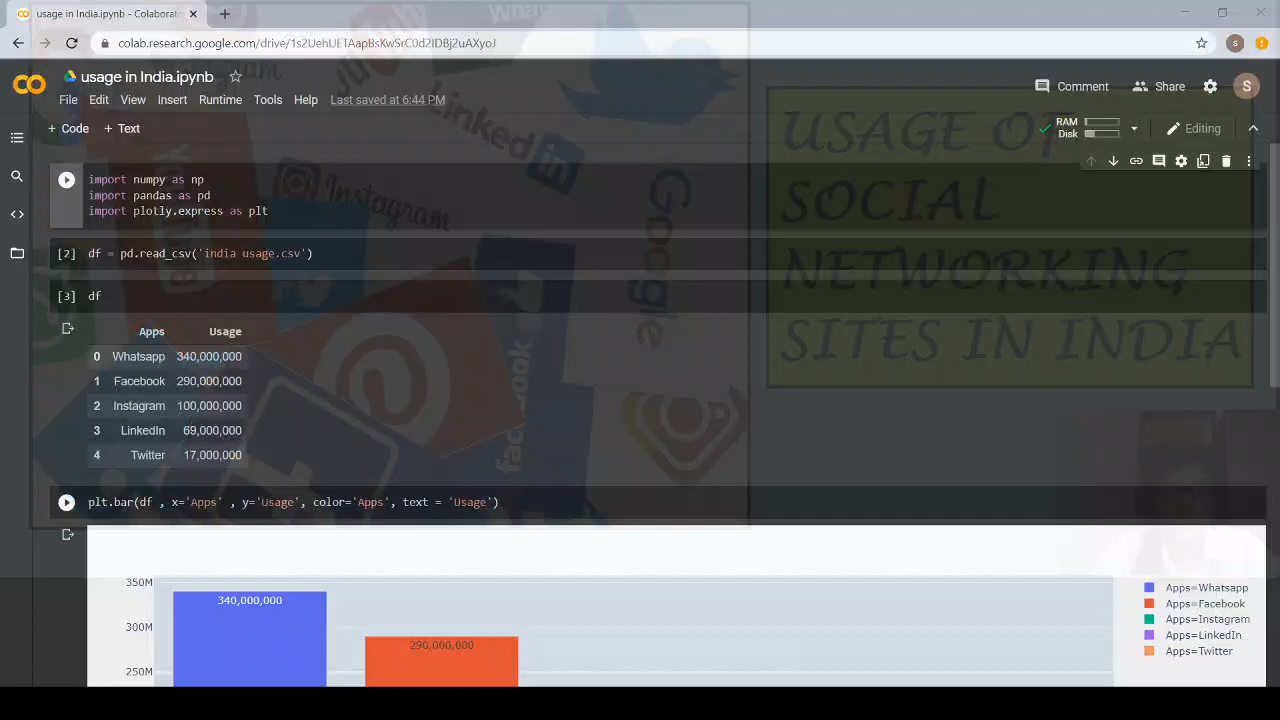 usage in India.ipynb - Colaborat
colab.research.google.com/drive/1s2UehUETAapBsKwSrC0d2IDBj2uAXyoJ
S
usage in India.ipynb
File Edit View Insert Runtime Tools Help Last saved at 6:44 PM
Comment Share S
+ Code + Text
RAM
Disk
Editing
import numpy as np
import pandas as pd
import plotly.express as plt
[2] df = pd.read_csv('india usage.csv')
[3] df
Apps Usage
0 Whatsapp 340,000,000
1 Facebook 290,000,000
2 Instagram 100,000,000
3 LinkedIn 69,000,000
4 Twitter 17,000,000
plt.bar(df , x='Apps' , y='Usage', color='Apps', text = 'Usage')
350M
300M
250M
340,000,000
290,000,000
Apps=Whatsapp
Apps=Facebook
Apps=Instagram
Apps=LinkedIn
Apps=Twitter
USAGE OF
SOCIAL
NETWORKING
SITES IN INDIA
Linked in
Instagram
Google
facebook